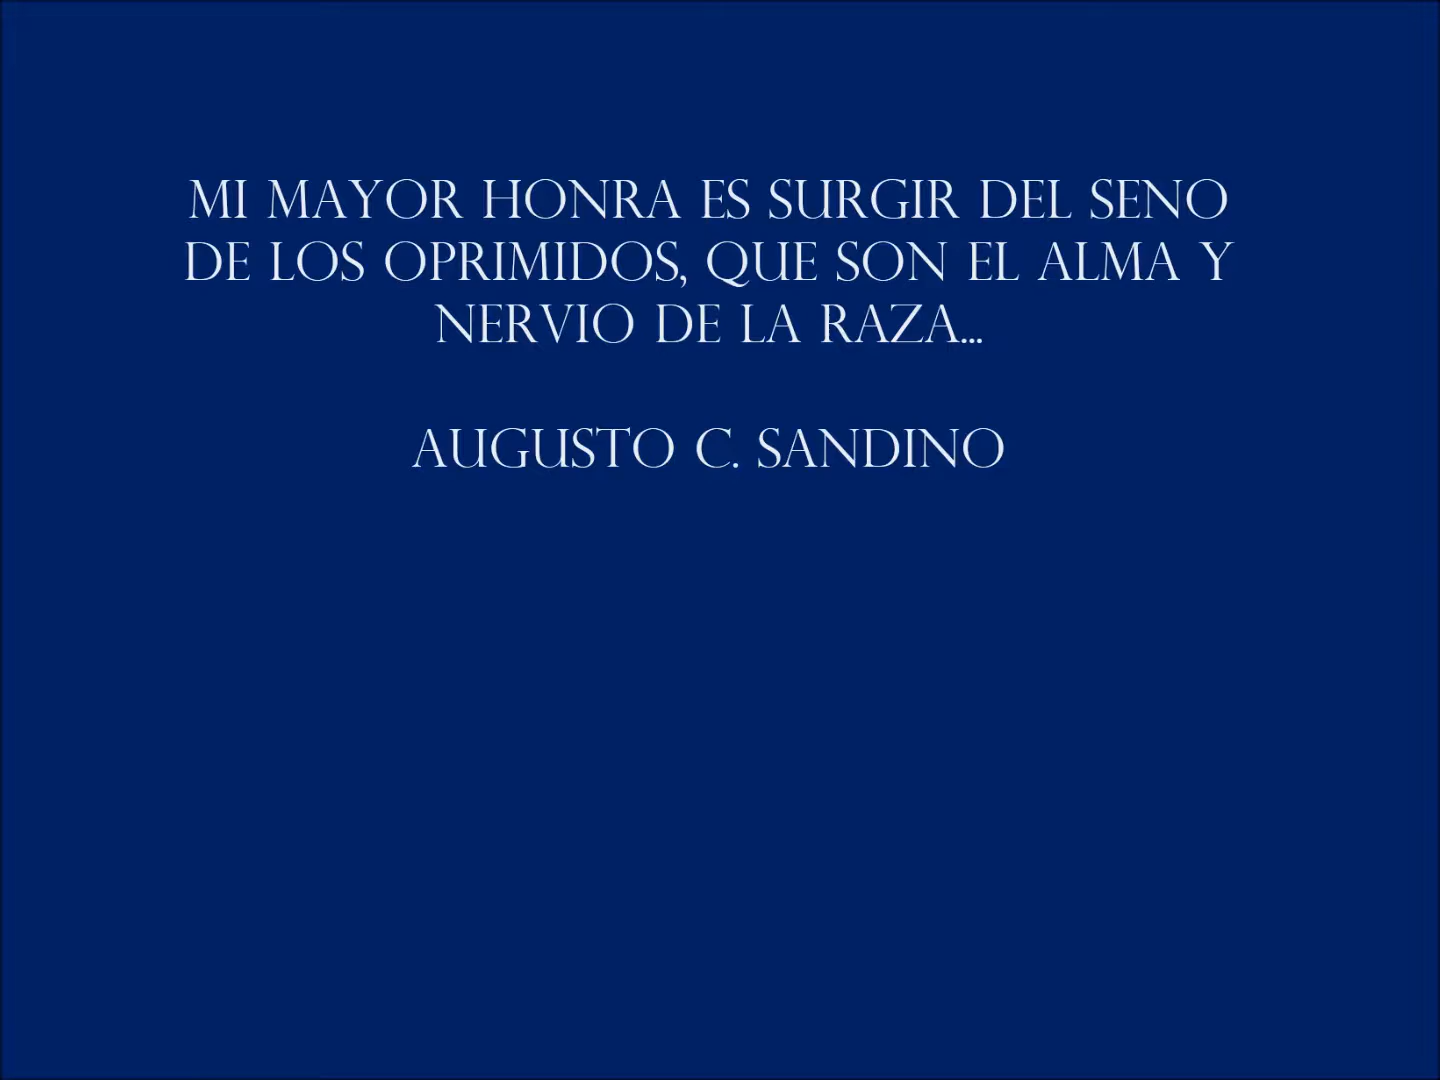 MI MAYOR HONRA ES SURGIR DEL SENO
DE LOS OPRIMIDOS, QUE SON EL ALMA Y
NERVIO DE LA RAZA...
AUGUSTO C. SANDINO